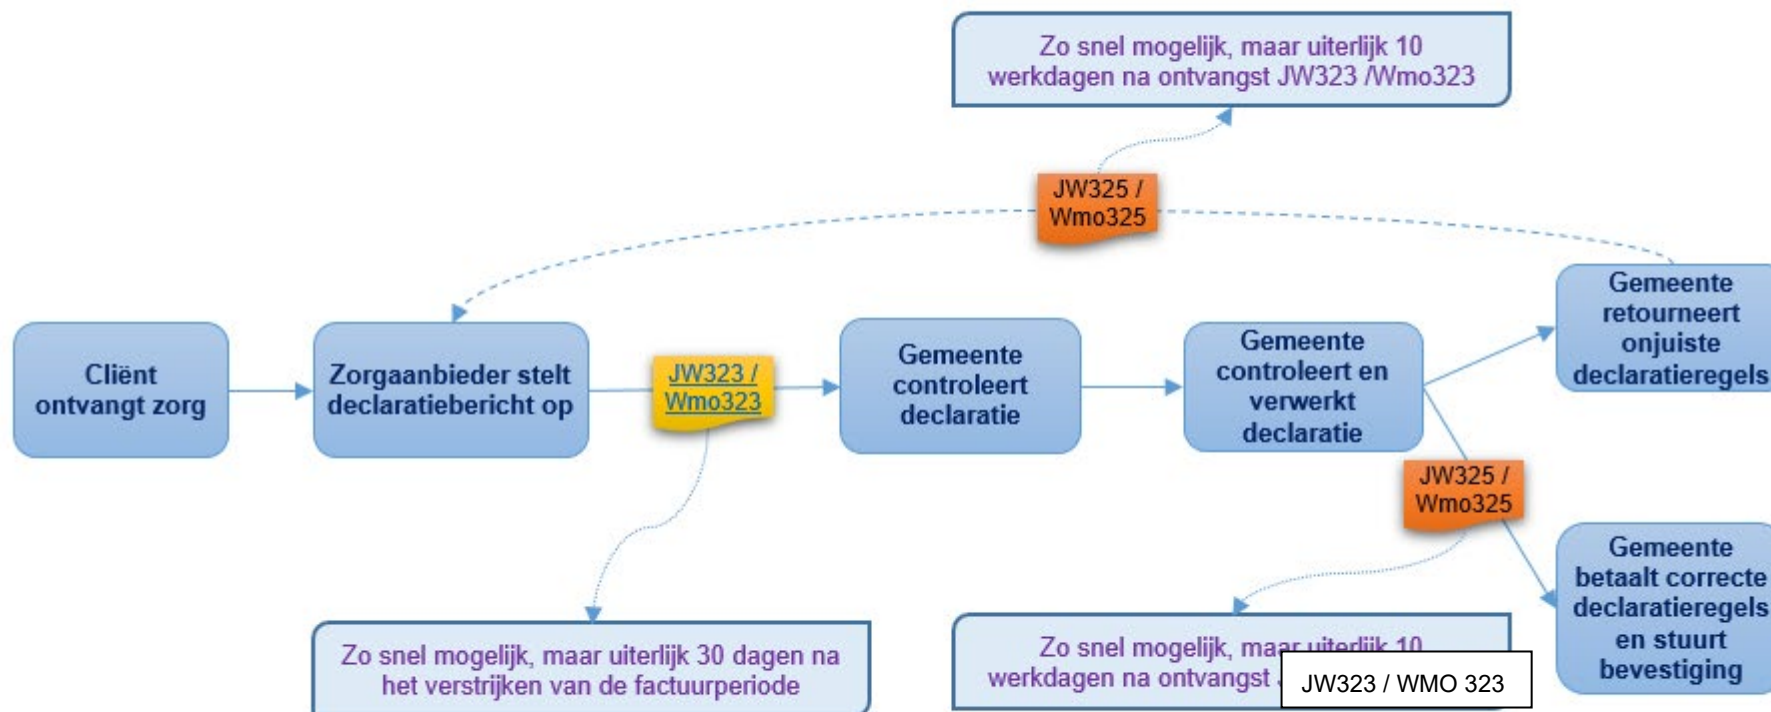 Zo snel mogelijk, maar uiterlijk 10
werkdagen na ontvangst JW323 /Wmo323
JW325 /
Wmo325
Gemeente
retourneert
onjuiste
declaratieregels
Cliënt
ontvangt zorg
Zorgaanbieder stelt
declaratiebericht op
JW323 /
Wmo323
Gemeente
controleert
declaratie
Gemeente
controleert en
verwerkt
declaratie
JW325 /
Wmo325
Gemeente
betaalt correcte
declaratieregels
en stuurt
bevestiging
Zo snel mogelijk, maar uiterlijk 30 dagen na
het verstrijken van de factuurperiode
Zo snel mogelijk, maar uiterlijk 10
werkdagen na ontvangst
JW323 / WMO 323